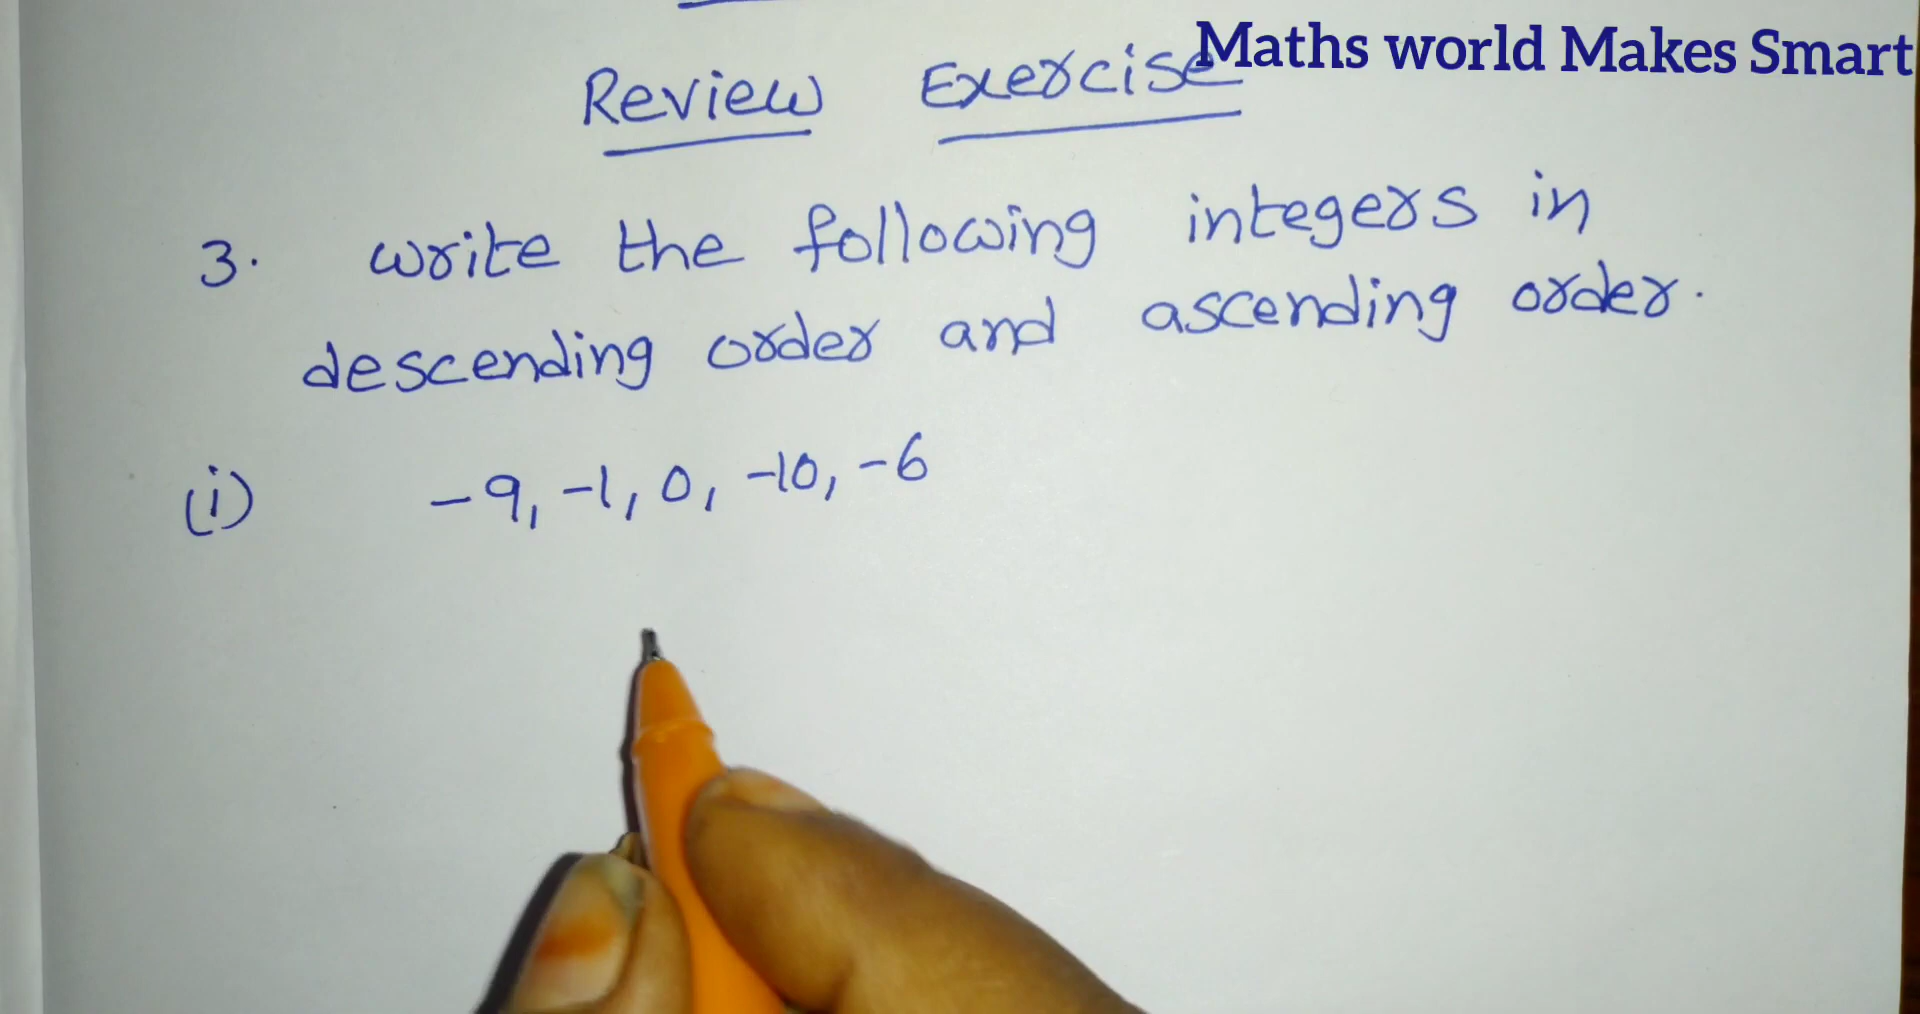 Maths world Makes Smart
Review Exercise
3. write the following integers in
descending order and ascending order.
(i) -9, -1, 0, -10, -6